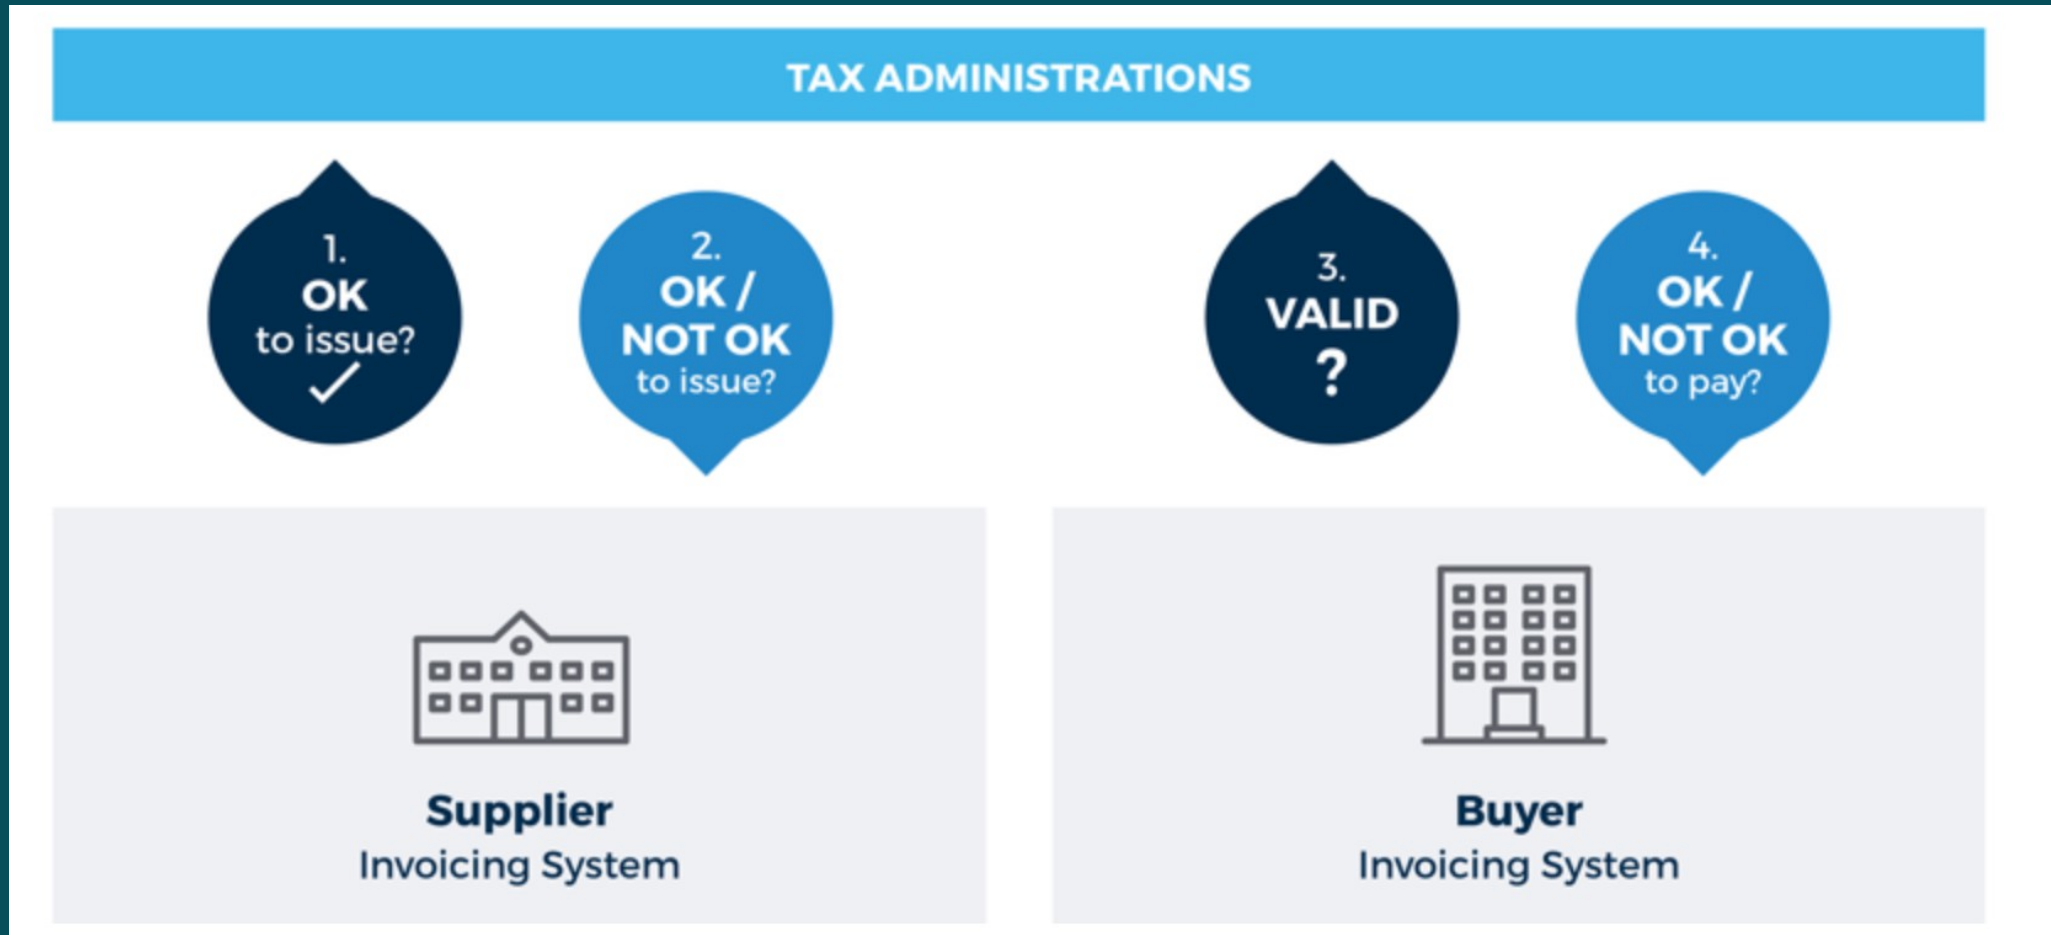 TAX ADMINISTRATIONS
1.
OK
to issue?
2.
OK /
NOT OK
to issue?
3.
VALID
?
4.
OK /
NOT OK
to pay?
Supplier
Invoicing System
Buyer
Invoicing System